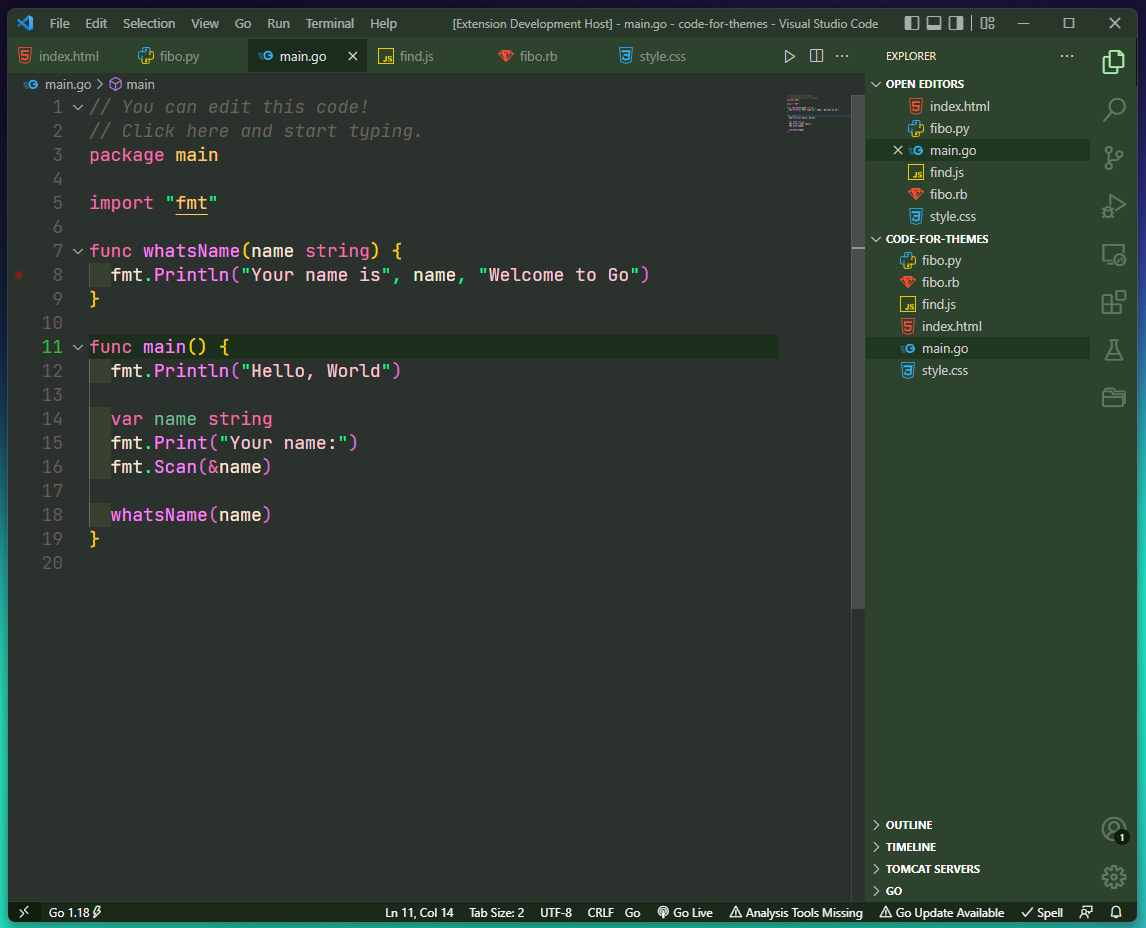 File Edit Selection View Go Run Terminal Help [Extension Development Host] - main.go - code-for-themes - Visual Studio Code
index.html fibo.py main.go find.js fibo.rb style.css
main.go > main
1 // You can edit this code!
2 // Click here and start typing.
3 package main
4
5 import "fmt"
6
7 func whatsName(name string) {
8 fmt.Println("Your name is", name, "Welcome to Go")
9 }
10
11 func main() {
12 fmt.Println("Hello, World")
13
14 var name string
15 fmt.Print("Your name:")
16 fmt.Scan(&name)
17
18 whatsName(name)
19 }
20
EXPLORER
OPEN EDITORS
index.html
fibo.py
main.go
JS find.js
fibo.rb
style.css
CODE-FOR-THEMES
fibo.py
fibo.rb
JS find.js
index.html
main.go
style.css
OUTLINE
TIMELINE
TOMCAT SERVERS
GO
1
Go 1.18 Ln 11, Col 14 Tab Size: 2 UTF-8 CRLF Go Go Live Analysis Tools Missing Go Update Available Spell